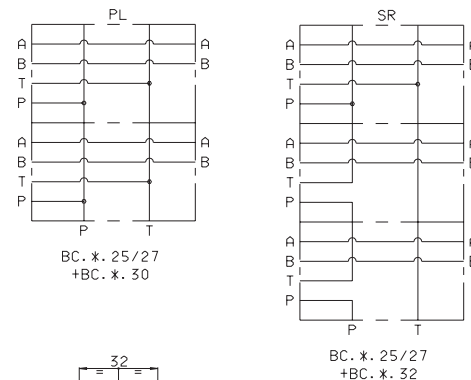 PL
A A
B B
T
P
A A
B B
T
P
P T
BC.*.25/27
+BC.*.30
SR
A A
B B
T
P
A A
B B
T
P
A A
B B
T
P
P T
BC.*.25/27
+BC.*.32
32
= =